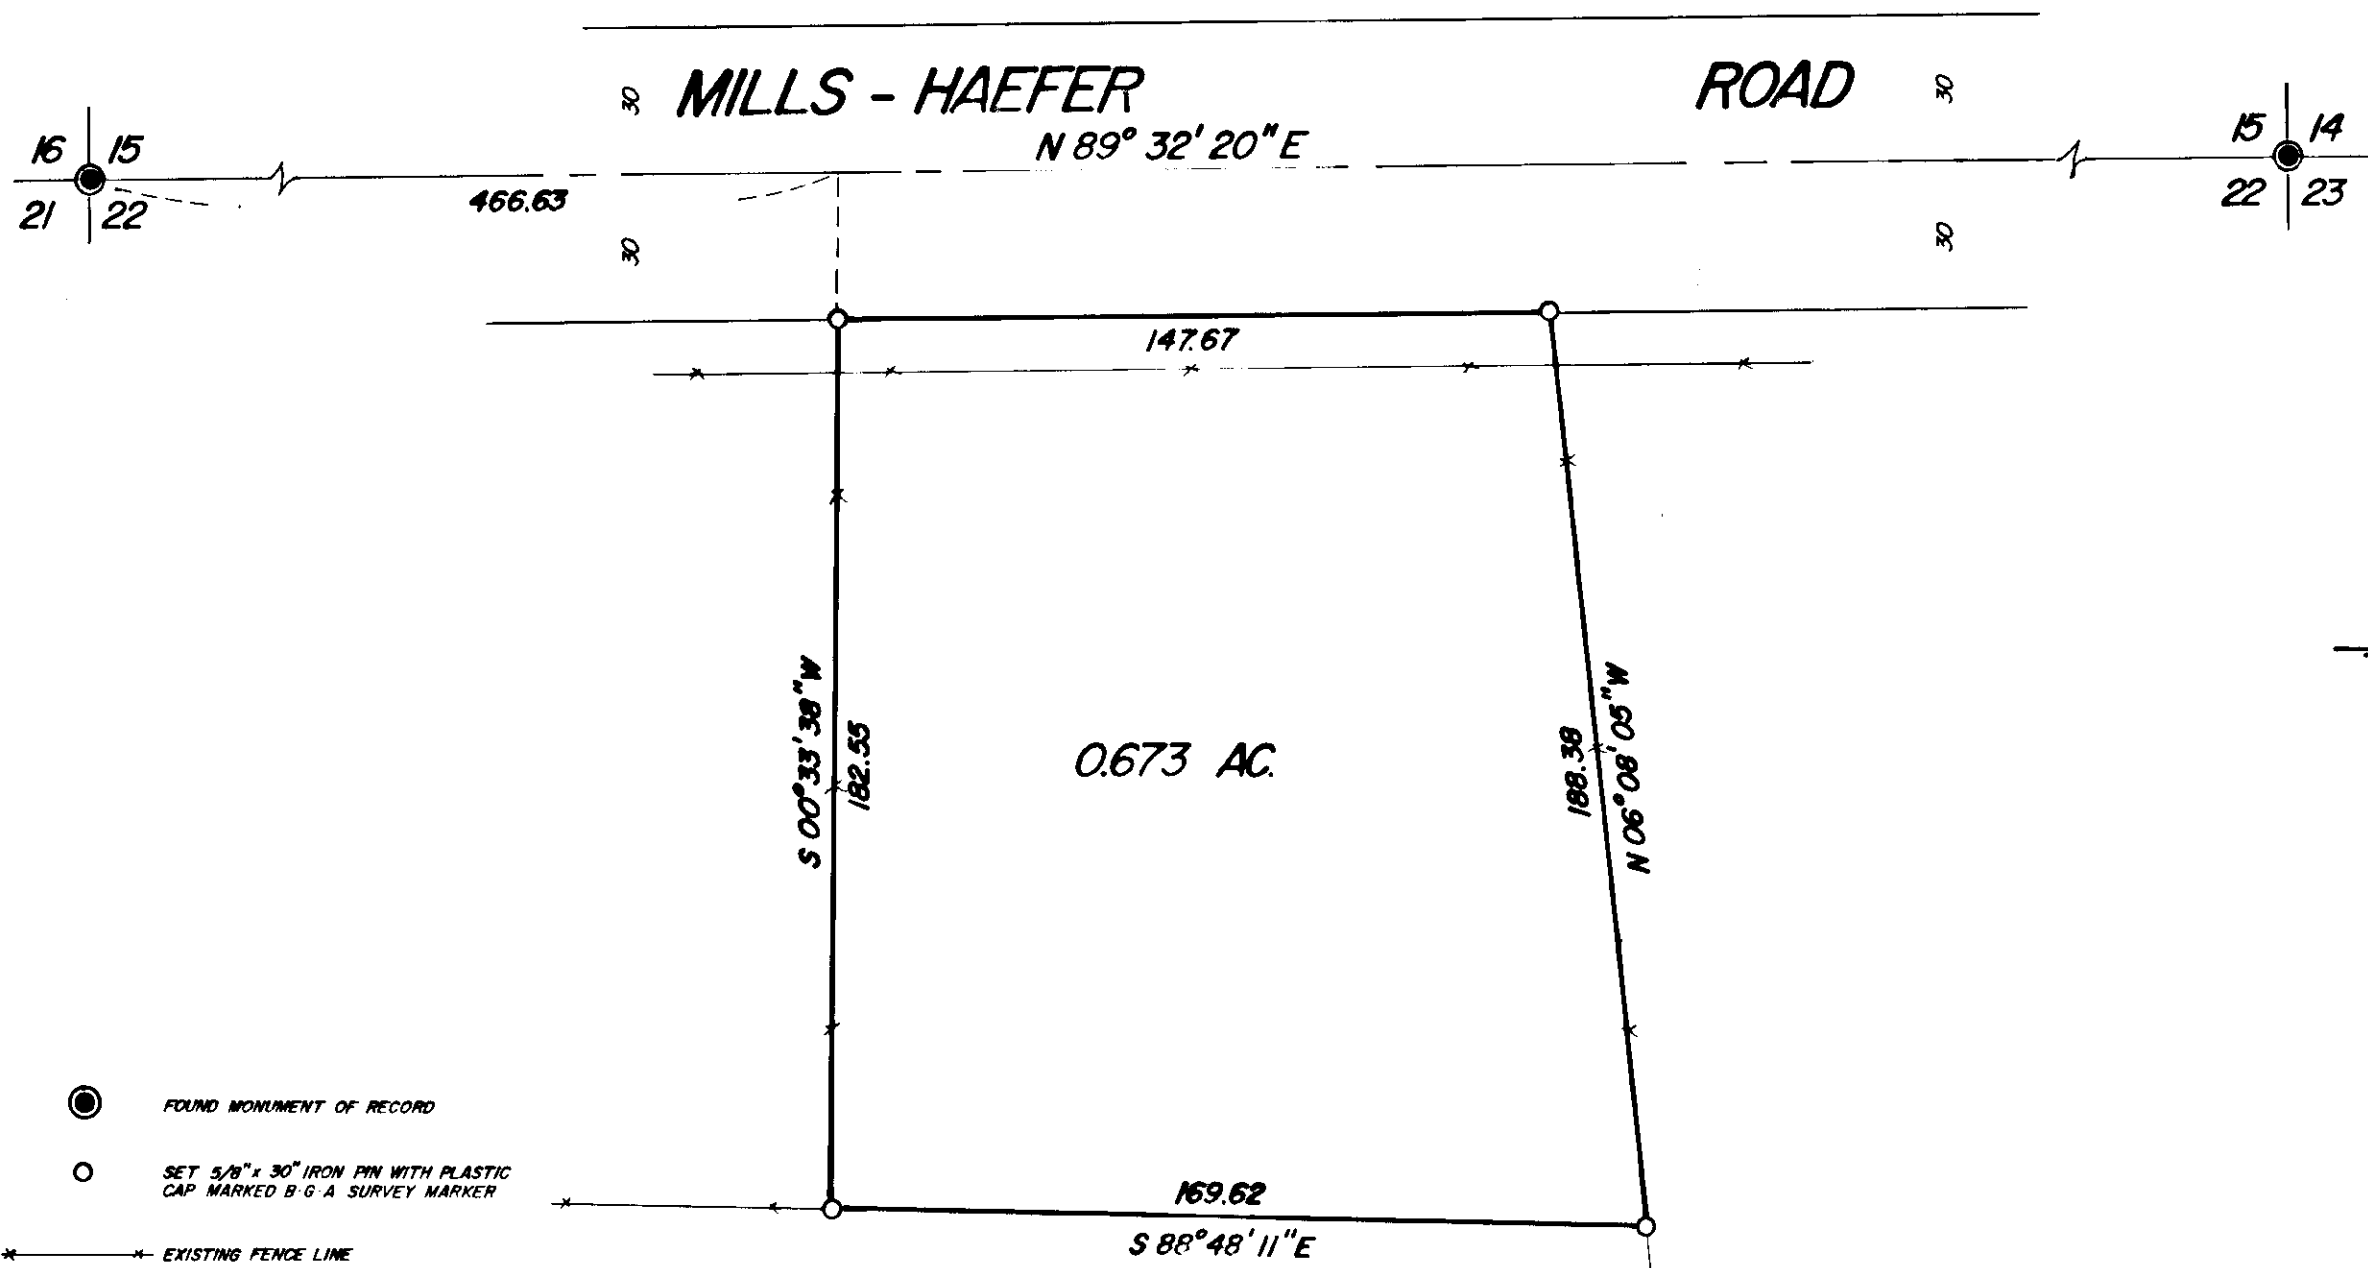 MILLS - HAEFER ROAD
30 30
N 89° 32' 20" E
16 15
21 22
15 14
22 23
466.63
30 30
147.67
S 00° 33' 38" W
182.55
0.673 AC.
188.38
N 06° 08' 05" W
169.62
S 88° 48' 11" E
FOUND MONUMENT OF RECORD
SET 5/8" x 30" IRON PIN WITH PLASTIC
CAP MARKED B·G·A SURVEY MARKER
EXISTING FENCE LINE